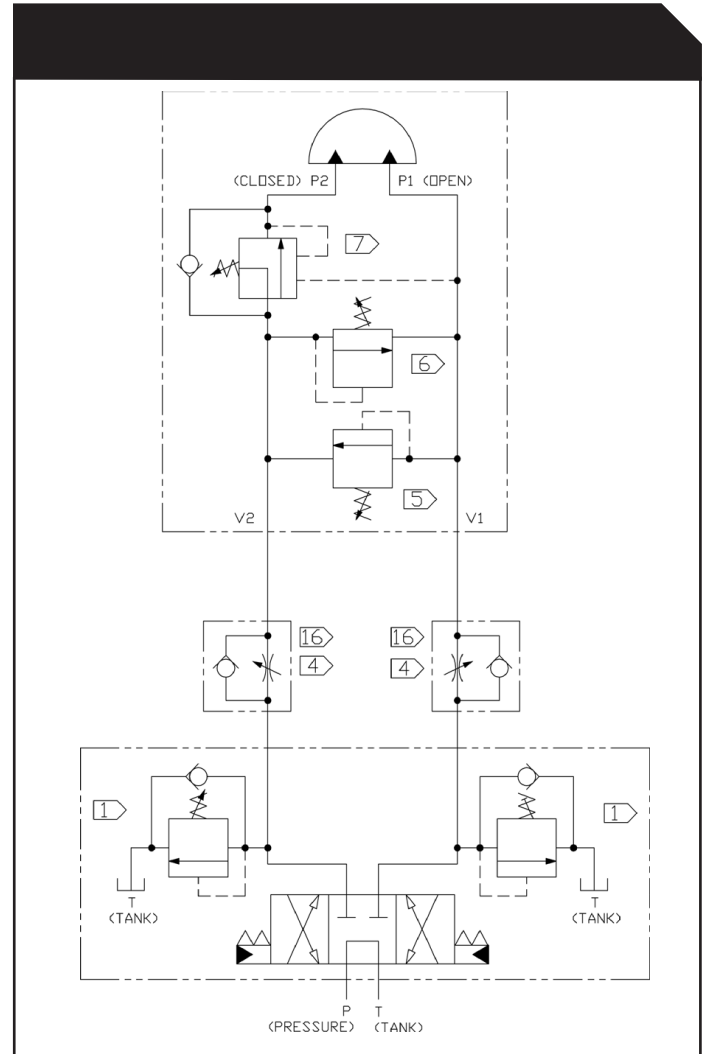 (CLOSED) P2 P1 (OPEN)
7
6
5
V2 V1
16 16
4 4
1 1
T T
(TANK) (TANK)
P T
(PRESSURE) (TANK)